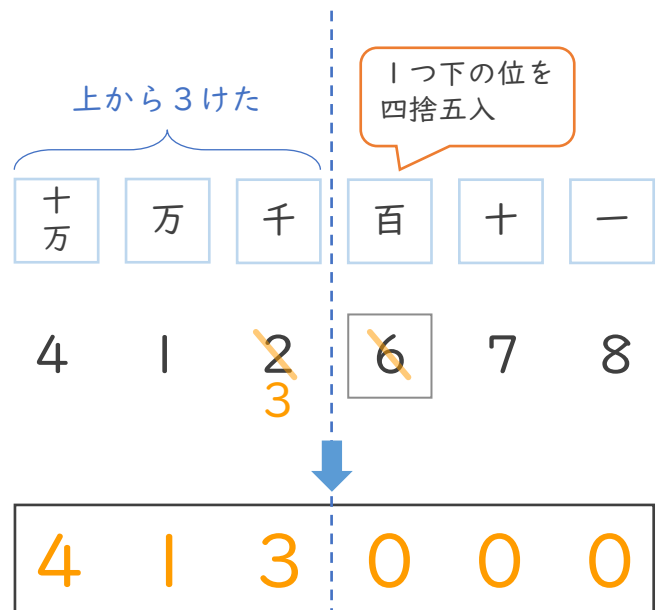 上から3けた
1つ下の位を
四捨五入
十万 万 千 百 十 一
4 1 2 6 7 8
3
4 1 3 0 0 0